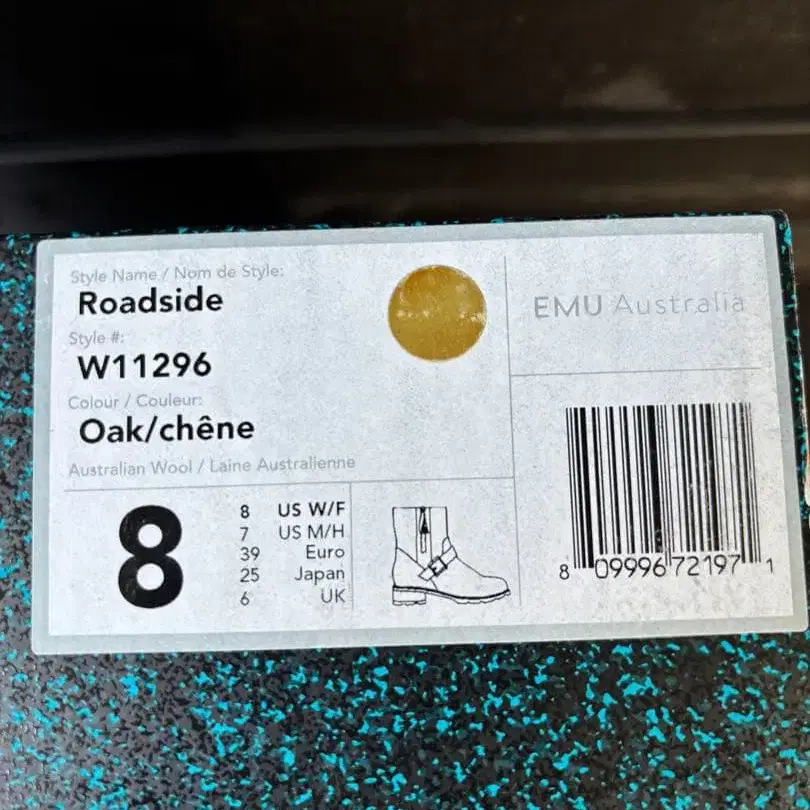 Style Name / Nom de Style:
Roadside
Style #:
W11296
Colour / Couleur:
Oak/chêne
Australian Wool / Laine Australienne
8
8 US W/F
7 US M/H
39 Euro
25 Japan
6 UK
EMU Australia
8 09996 72197 1